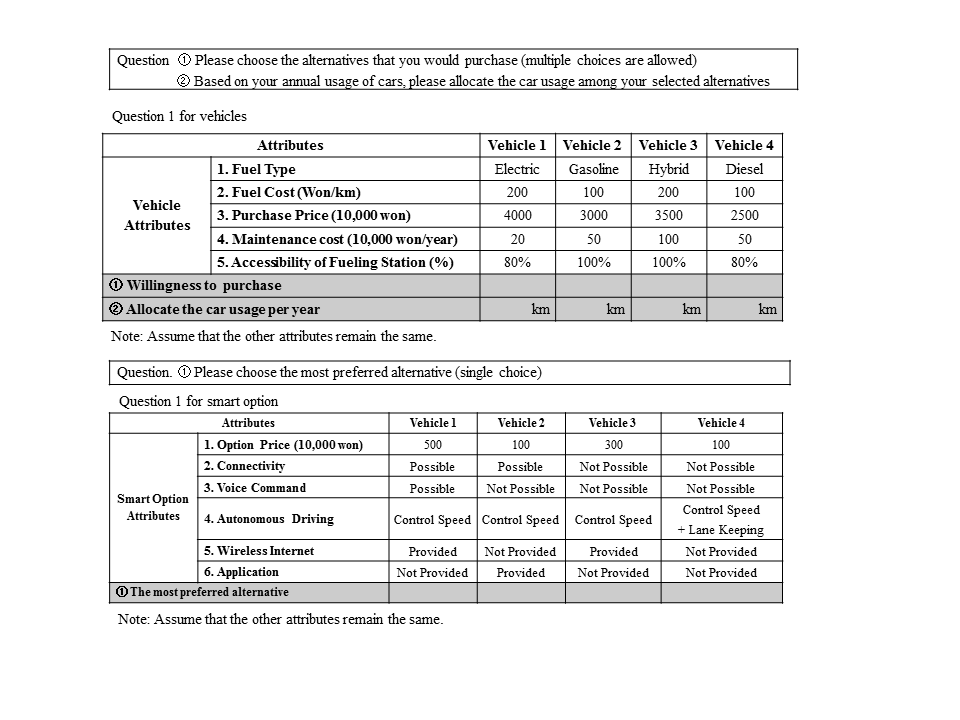 Question ① Please choose the alternatives that you would purchase (multiple choices are allowed)
② Based on your annual usage of cars, please allocate the car usage among your selected alternatives
Question 1 for vehicles
Attributes Vehicle 1 Vehicle 2 Vehicle 3 Vehicle 4
Vehicle Attributes
1. Fuel Type Electric Gasoline Hybrid Diesel
2. Fuel Cost (Won/km) 200 100 200 100
3. Purchase Price (10,000 won) 4000 3000 3500 2500
4. Maintenance cost (10,000 won/year) 20 50 100 50
5. Accessibility of Fueling Station (%) 80% 100% 100% 80%
① Willingness to purchase
② Allocate the car usage per year km km km km
Note: Assume that the other attributes remain the same.
Question. ① Please choose the most preferred alternative (single choice)
Question 1 for smart option
Attributes Vehicle 1 Vehicle 2 Vehicle 3 Vehicle 4
Smart Option Attributes
1. Option Price (10,000 won) 500 100 300 100
2. Connectivity Possible Possible Not Possible Not Possible
3. Voice Command Possible Not Possible Not Possible Not Possible
4. Autonomous Driving Control Speed Control Speed Control Speed Control Speed + Lane Keeping
5. Wireless Internet Provided Not Provided Provided Not Provided
6. Application Not Provided Provided Not Provided Not Provided
① The most preferred alternative
Note: Assume that the other attributes remain the same.